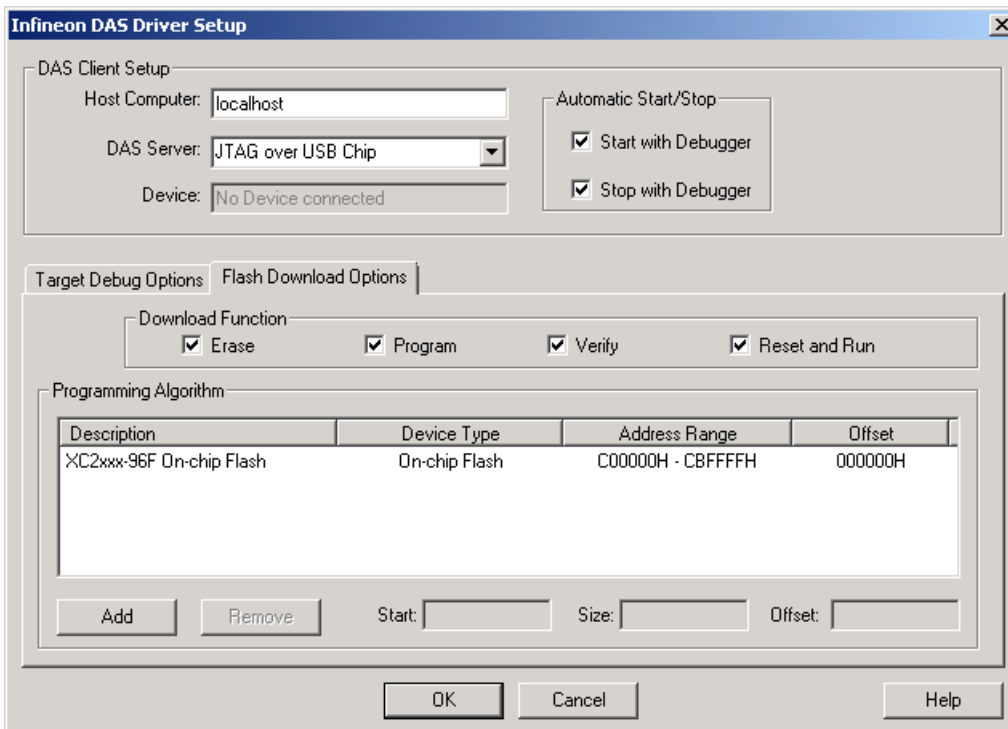 Infineon DAS Driver Setup
DAS Client Setup
Host Computer: localhost
DAS Server: JTAG over USB Chip
Device: No Device connected
Automatic Start/Stop
Start with Debugger
Stop with Debugger
Target Debug Options Flash Download Options
Download Function
Erase Program Verify Reset and Run
Programming Algorithm
Description Device Type Address Range Offset
XC2xxx-96F On-chip Flash On-chip Flash C00000H - CBFFFFH 000000H
Add Remove Start: Size: Offset:
OK Cancel Help